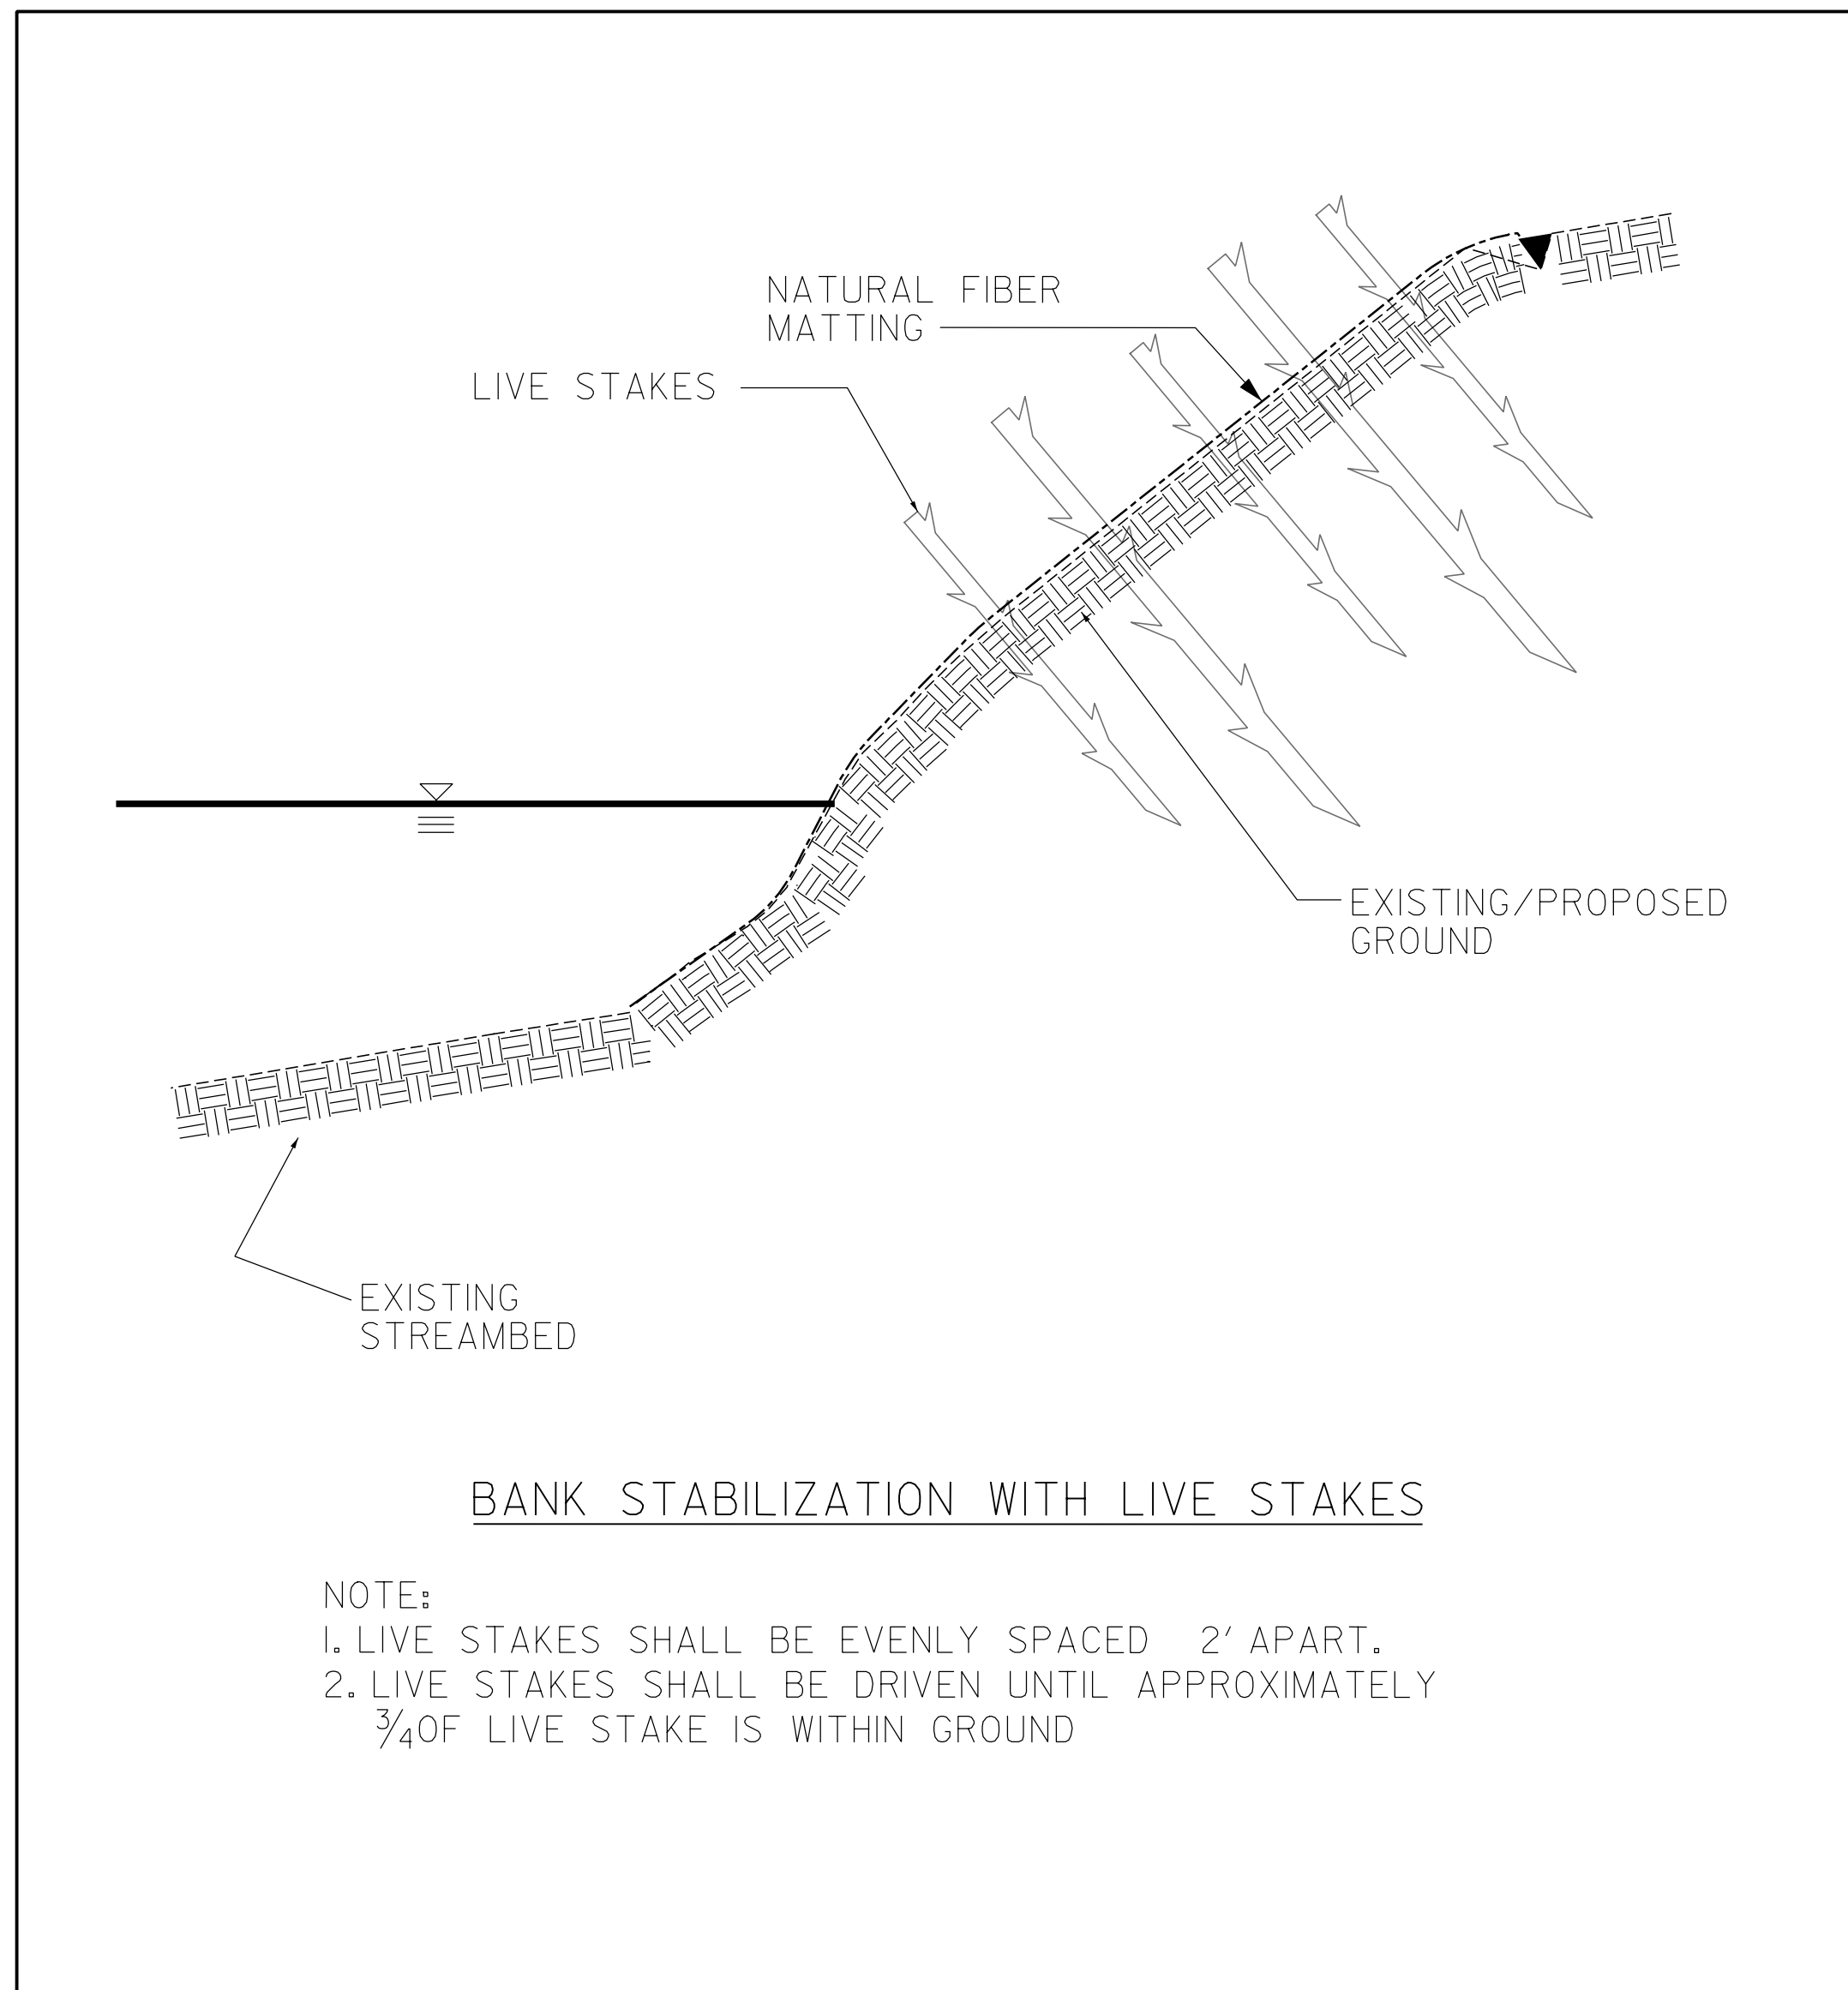 NATURAL FIBER
MATTING
LIVE STAKES
EXISTING/PROPOSED
GROUND
EXISTING
STREAMBED
BANK STABILIZATION WITH LIVE STAKES
NOTE:
1. LIVE STAKES SHALL BE EVENLY SPACED 2' APART.
2. LIVE STAKES SHALL BE DRIVEN UNTIL APPROXIMATELY
3/4 OF LIVE STAKE IS WITHIN GROUND